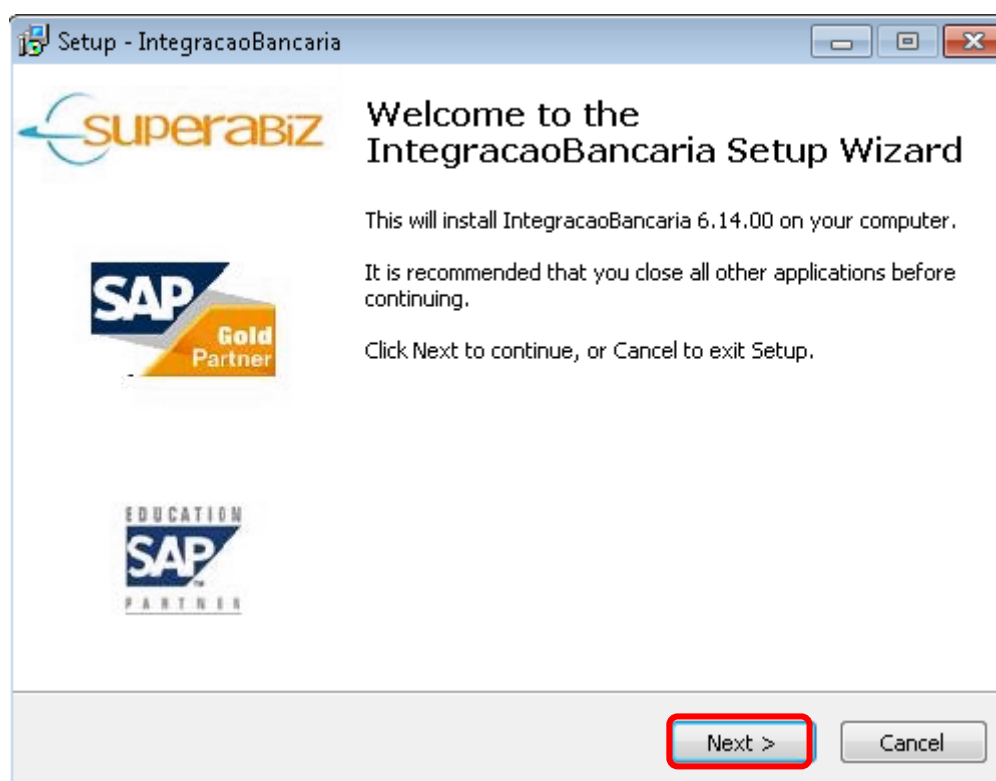 Setup - IntegracaoBancaria
superaBiz
Welcome to the
IntegracaoBancaria Setup Wizard
This will install IntegracaoBancaria 6.14.00 on your computer.
It is recommended that you close all other applications before
continuing.
Click Next to continue, or Cancel to exit Setup.
SAP
Gold
Partner
EDUCATION
SAP
™
PARTNER
Next >
Cancel